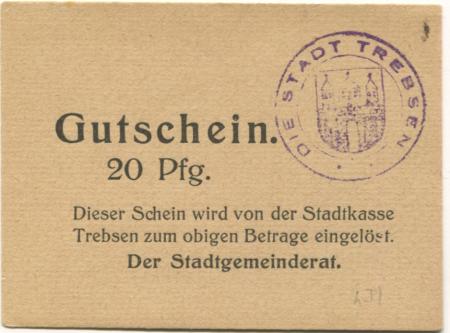 DIE STADT TREBSEN
Gutschein.
20 Pfg.
Dieser Schein wird von der Stadtkasse
Trebsen zum obigen Betrage eingelöst.
Der Stadtgemeinderat.